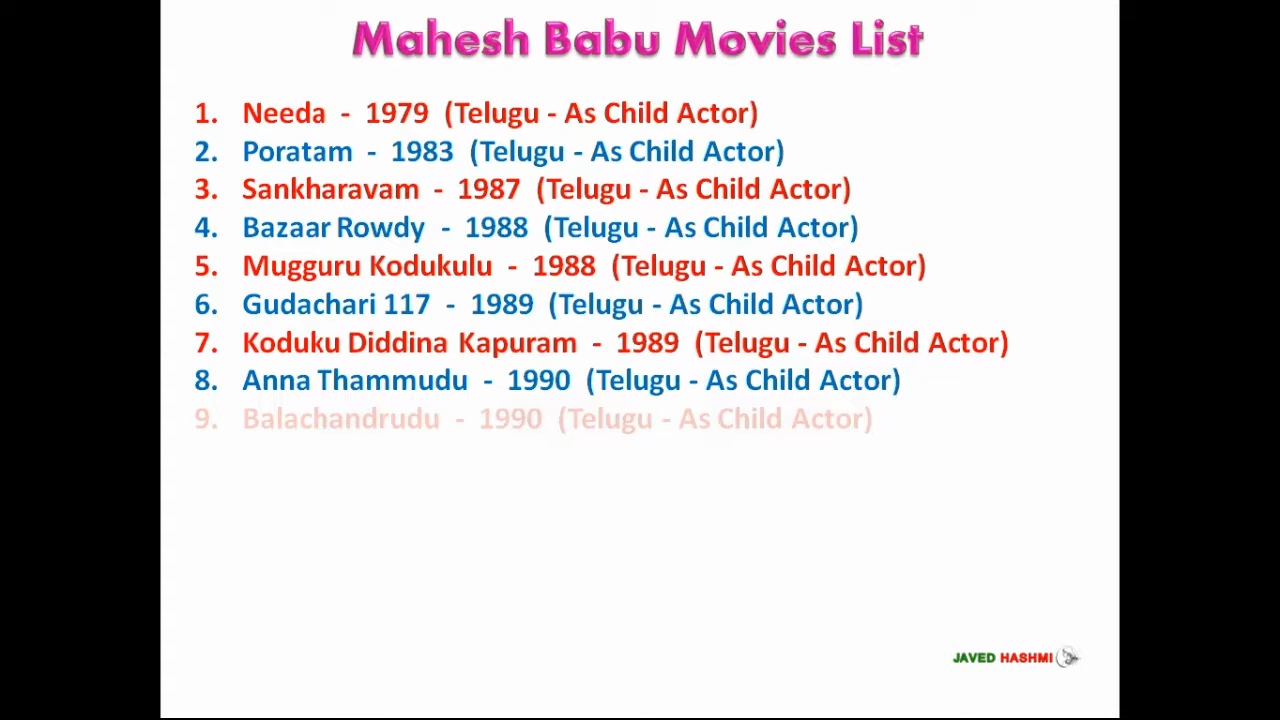 Mahesh Babu Movies List
1. Needa - 1979 (Telugu - As Child Actor)
2. Poratam - 1983 (Telugu - As Child Actor)
3. Sankharavam - 1987 (Telugu - As Child Actor)
4. Bazaar Rowdy - 1988 (Telugu - As Child Actor)
5. Mugguru Kodukulu - 1988 (Telugu - As Child Actor)
6. Gudachari 117 - 1989 (Telugu - As Child Actor)
7. Koduku Diddina Kapuram - 1989 (Telugu - As Child Actor)
8. Anna Thammudu - 1990 (Telugu - As Child Actor)
9. Balachandrudu - 1990 (Telugu - As Child Actor)
JAVED HASHMI